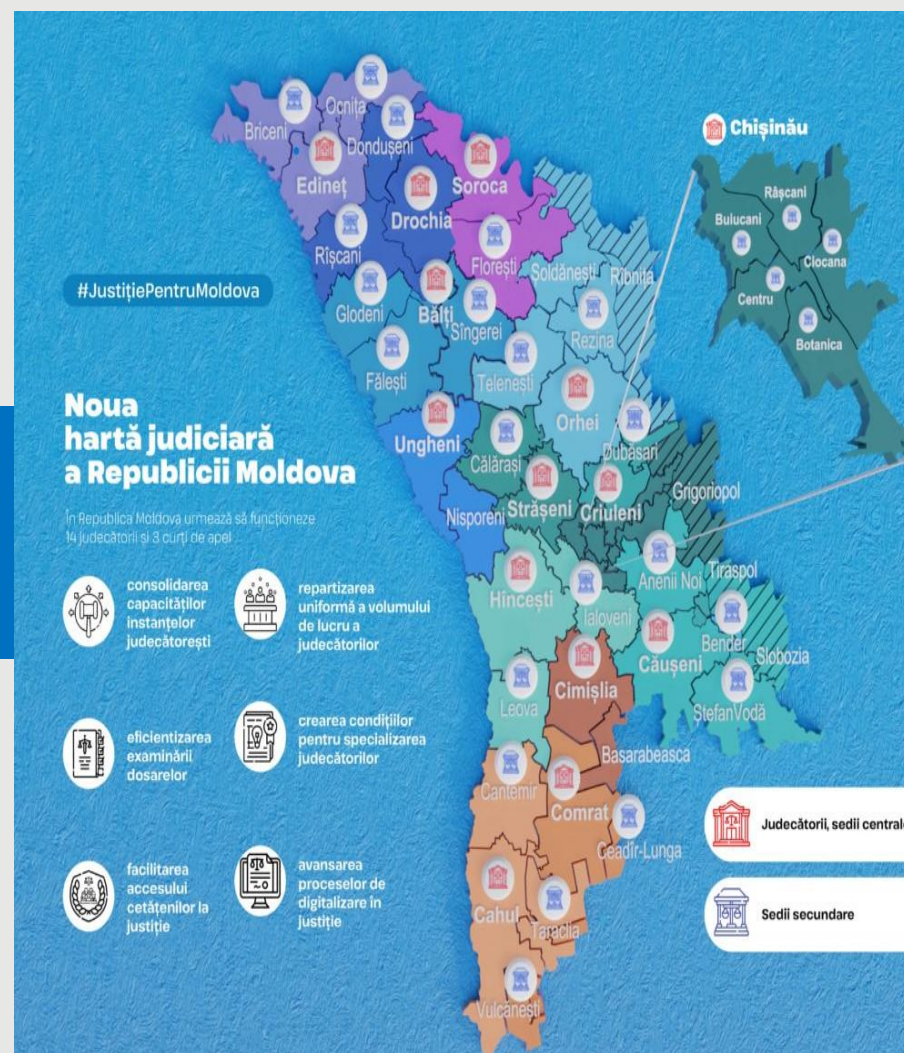 #JustițiePentruMoldova
Noua
hartă judiciară
a Republicii Moldova
În Republica Moldova urmează să funcționeze
14 judecătorii și 3 curți de apel
consolidarea
capacităților
instanțelor
judecătorești
repartizarea
uniformă a volumului
de lucru a
judecătorilor
eficientizarea
examinării
dosarelor
crearea condițiilor
pentru specializarea
judecătorilor
facilitarea
accesului
cetățenilor la
justiție
avansarea
proceselor de
digitalizare în
justiție
Briceni
Ocnița
Dondușeni
Edineț
Drochia
Soroca
Rîșcani
Florești
Șoldănești
Rîbnița
Glodeni
Bălți
Sîngerei
Rezina
Fălești
Telenești
Orhei
Ungheni
Călărași
Dubăsari
Nisporeni
Strășeni
Criuleni
Grigoriopol
Hîncești
Ialoveni
Anenii Noi
Tiraspol
Bender
Slobozia
Leova
Cimișlia
Căușeni
ȘtefanVodă
Basarabeasca
Cantemir
Comrat
Ceadîr-Lunga
Cahul
Taraclia
Vulcănești
Chișinău
Râșcani
Buiucani
Ciocana
Centru
Botanica
Judecătorii, sedii centrale
Sedii secundare